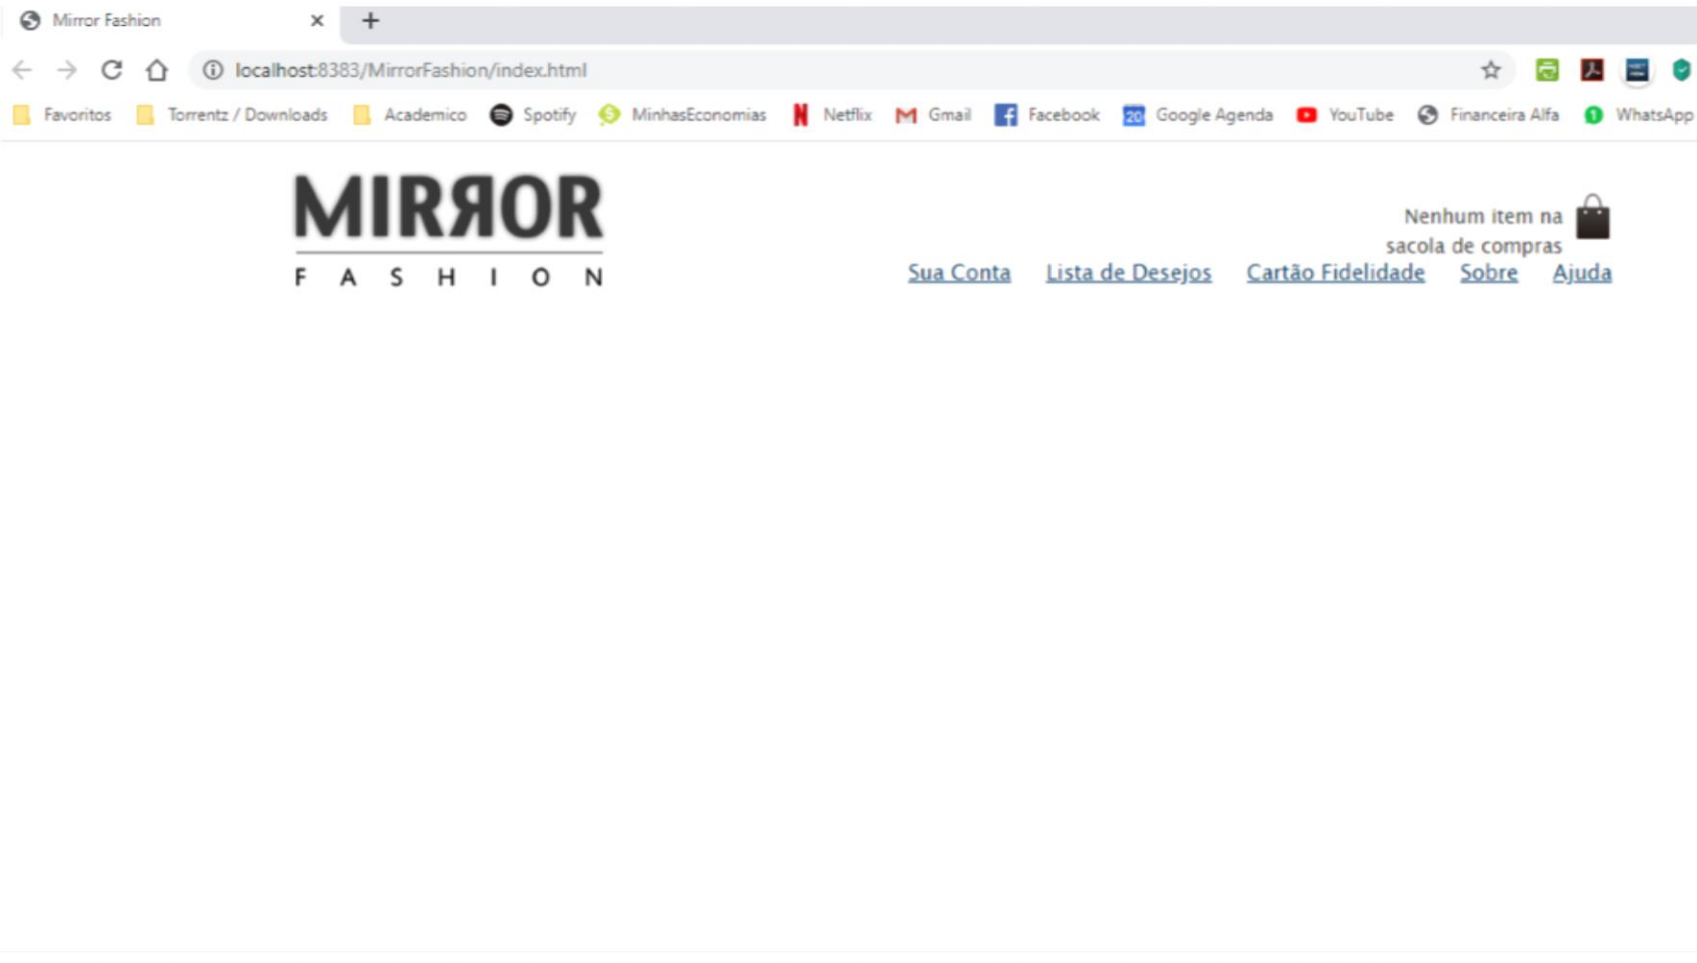 Mirror Fashion
localhost:8383/MirrorFashion/index.html
Favoritos Torrentz / Downloads Academico Spotify MinhasEconomias Netflix Gmail Facebook 20 Google Agenda YouTube Financeira Alfa 1 WhatsApp
MIRROR
FASHION
Nenhum item na
sacola de compras
Sua Conta Lista de Desejos Cartão Fidelidade Sobre Ajuda